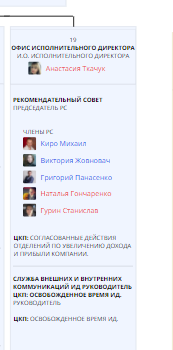 19
ОФИС ИСПОЛНИТЕЛЬНОГО ДИРЕКТОРА
И.О. ИСПОЛНИТЕЛЬНОГО ДИРЕКТОРА
Анастасия Ткачук
РЕКОМЕНДАТЕЛЬНЫЙ СОВЕТ
ПРЕДСЕДАТЕЛЬ РС
ЧЛЕНЫ РС
Киро Михаил
Виктория Жовновач
Григорий Панасенко
Наталья Гончаренко
Гурин Станислав
ЦКП: СОГЛАСОВАННЫЕ ДЕЙСТВИЯ
ОТДЕЛЕНИЙ ПО УВЕЛИЧЕНИЮ ДОХОДА
И ПРИБЫЛИ КОМПАНИИ.
СЛУЖБА ВНЕШНИХ И ВНУТРЕННИХ
КОММУНИКАЦИЙ ИД РУКОВОДИТЕЛЬ
ЦКП: ОСВОБОЖДЕННОЕ ВРЕМЯ ИД.
РУКОВОДИТЕЛЬ
ЦКП: ОСВОБОЖДЕННОЕ ВРЕМЯ ИД.